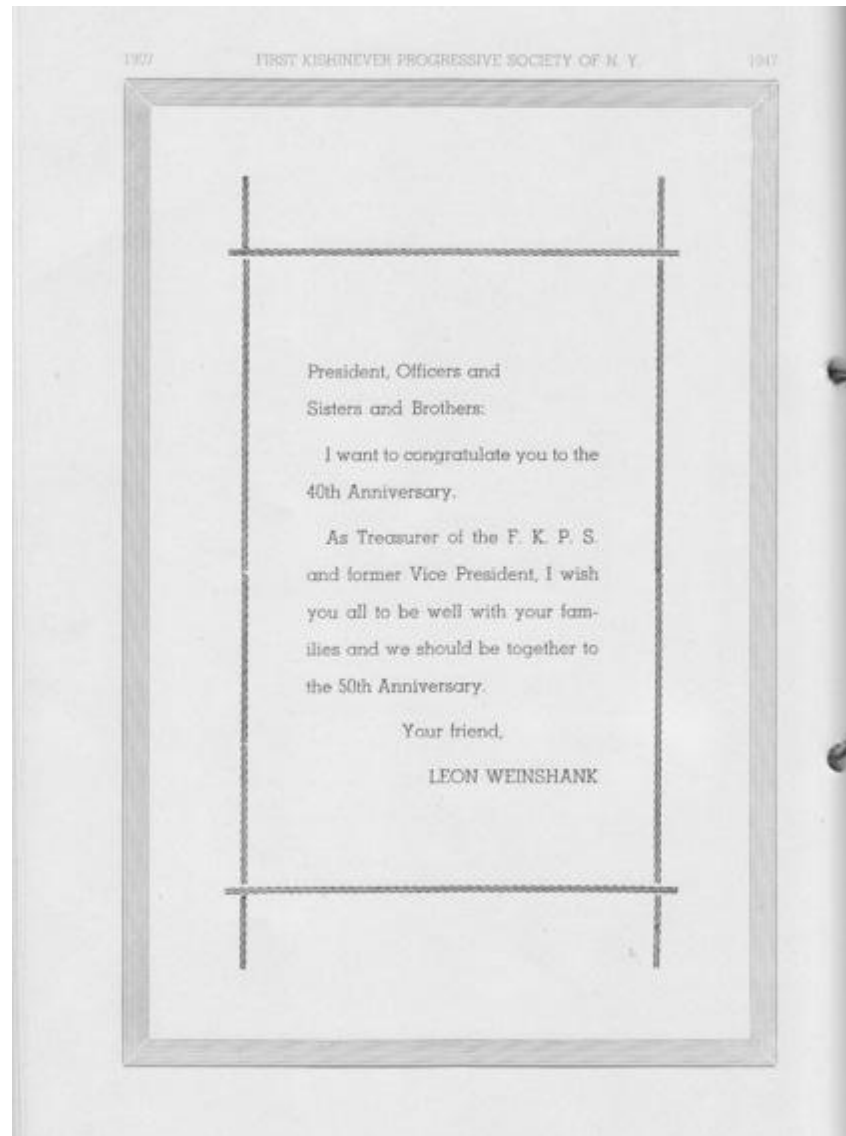 1907 FIRST KISHINEVER PROGRESSIVE SOCIETY OF N. Y. 1947
President, Officers and
Sisters and Brothers:
I want to congratulate you to the
40th Anniversary.
As Treasurer of the F. K. P. S.
and former Vice President, I wish
you all to be well with your fam-
ilies and we should be together to
the 50th Anniversary.
Your friend,
LEON WEINSHANK